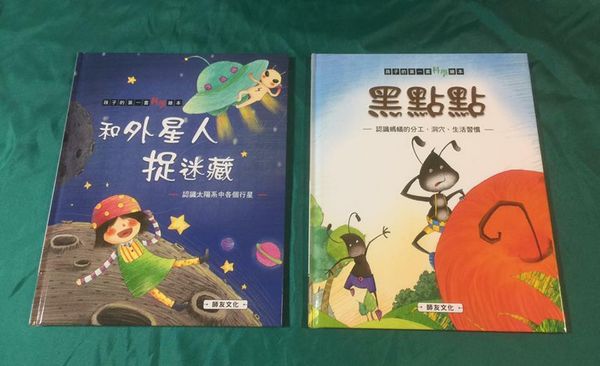 孩子的第一套科學繪本
和外星人
捉迷藏
認識太陽系中各個行星
師友文化
孩子的第一套科學繪本
黑點點
認識螞蟻的分工、洞穴、生活習慣
師友文化